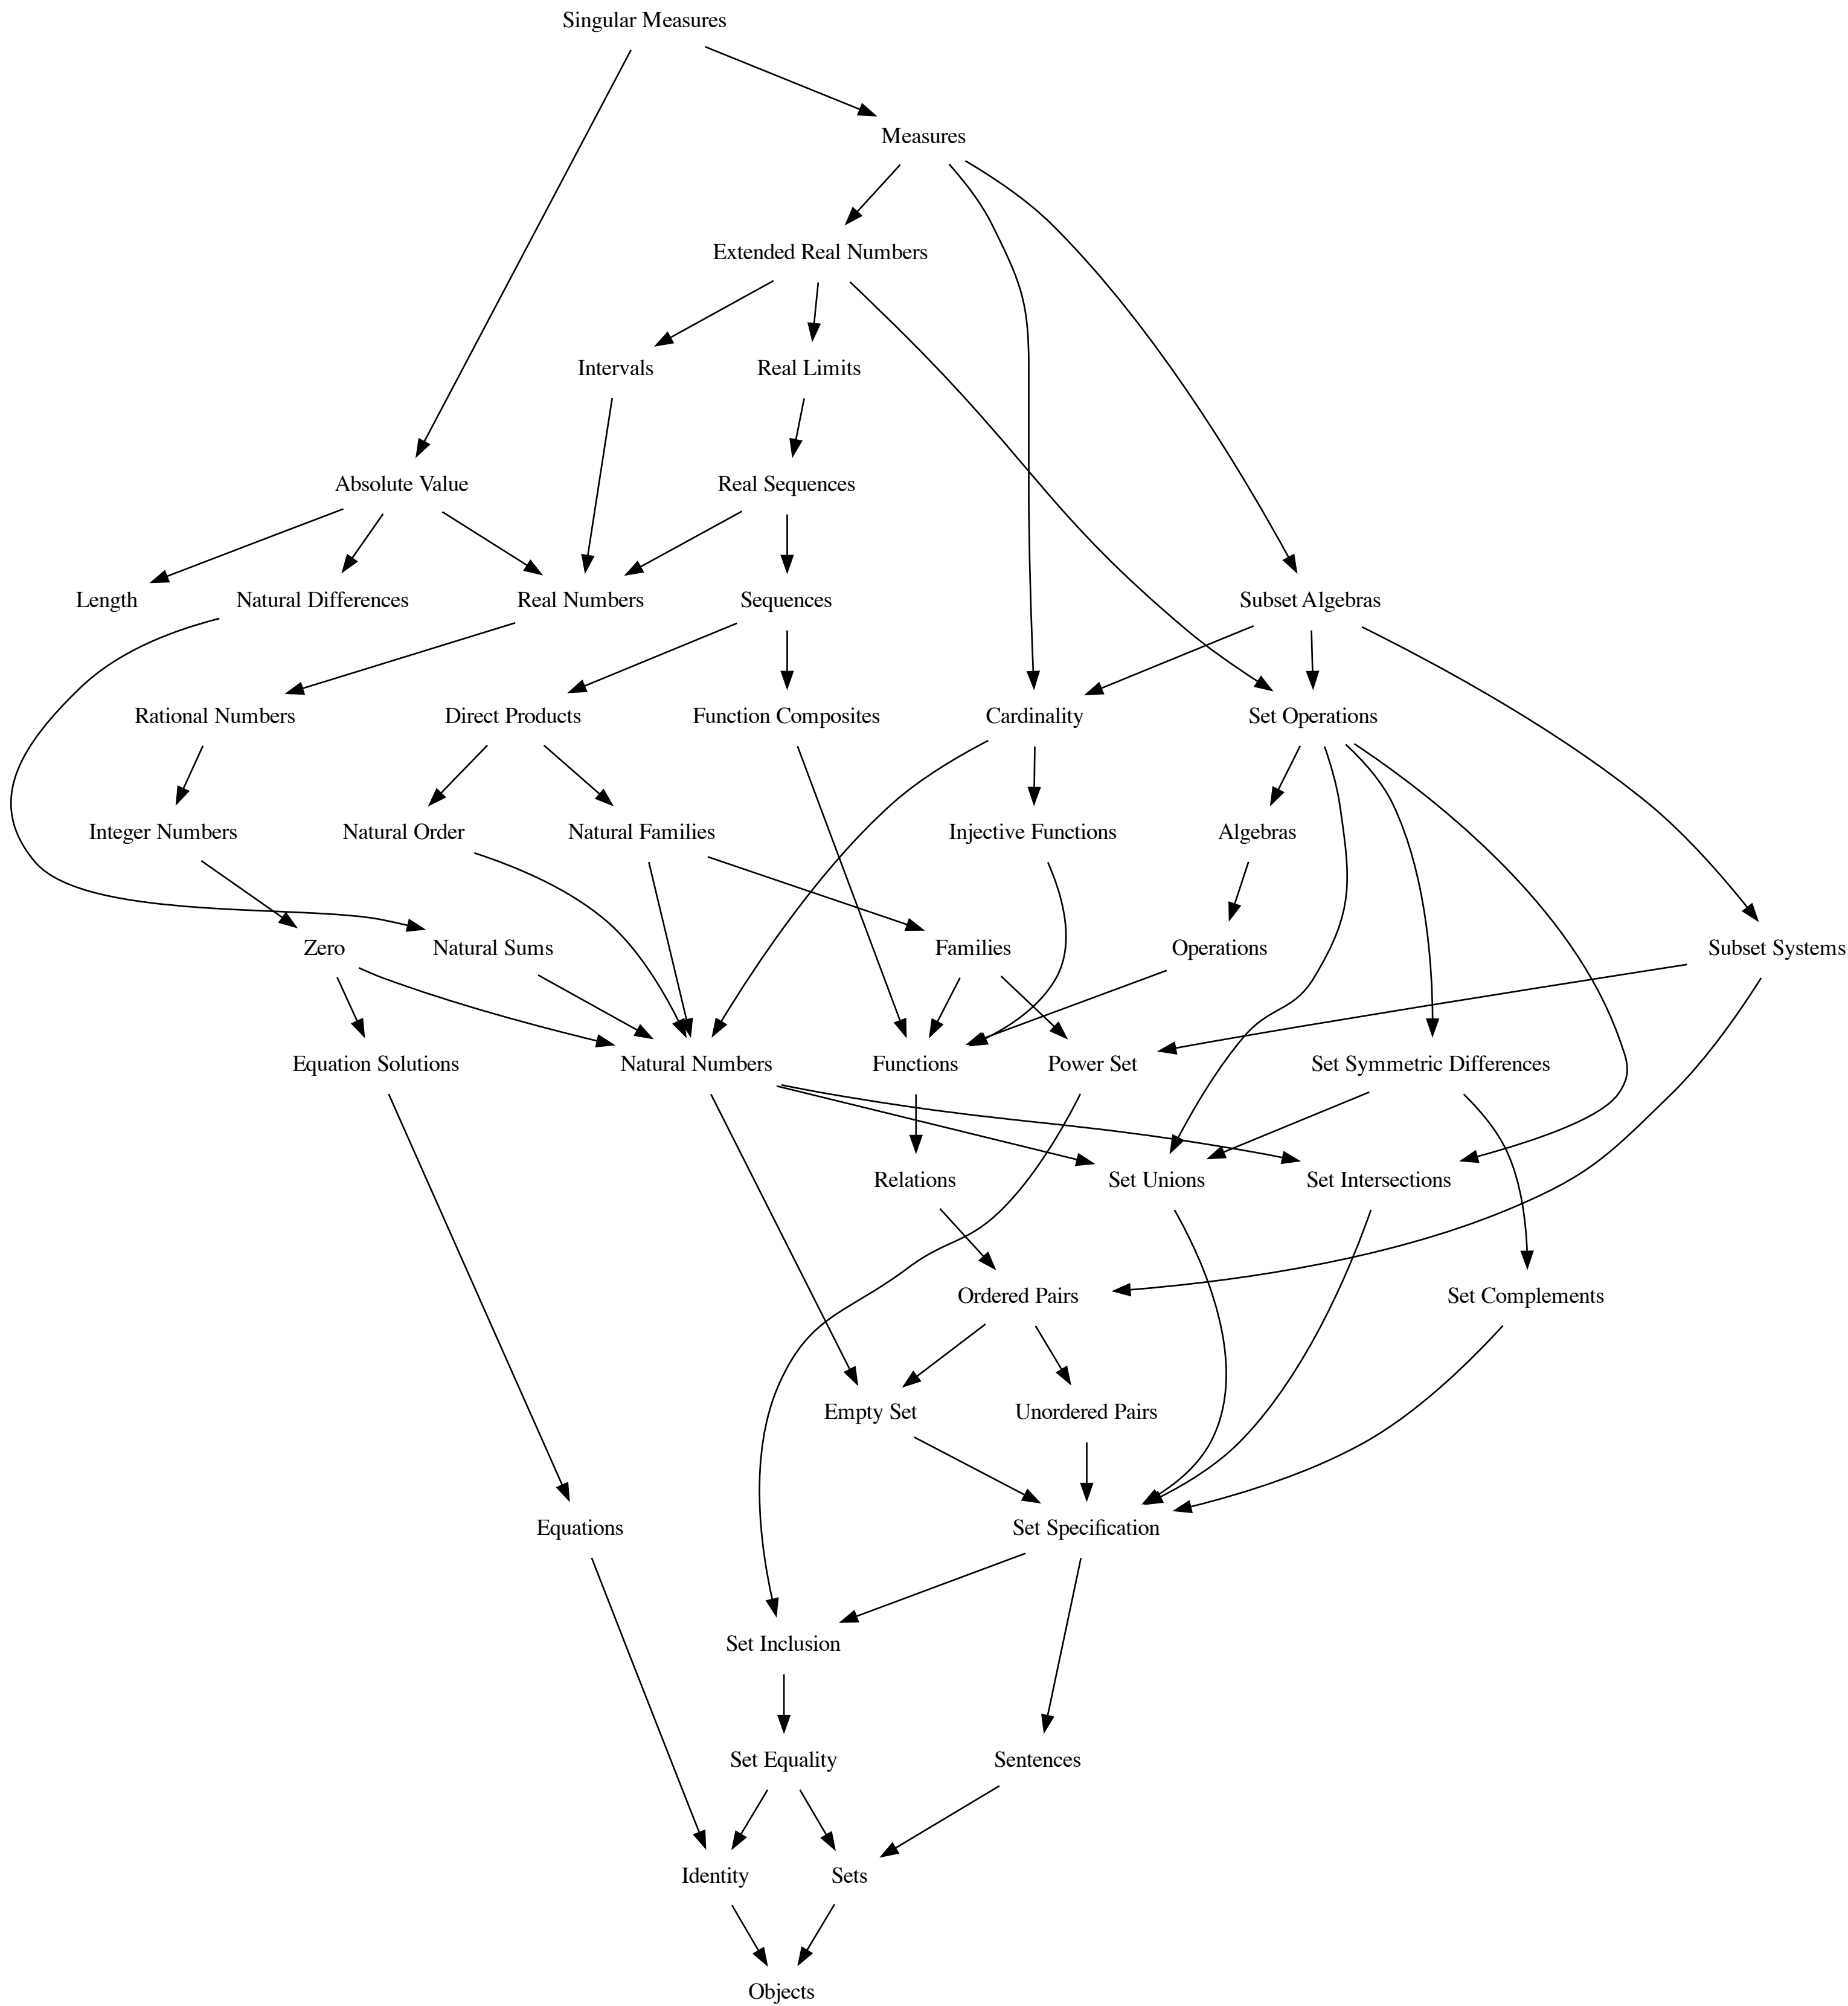 Singular Measures
Measures
Extended Real Numbers
Intervals
Real Limits
Absolute Value
Real Sequences
Length
Natural Differences
Real Numbers
Sequences
Subset Algebras
Rational Numbers
Direct Products
Function Composites
Cardinality
Set Operations
Integer Numbers
Natural Order
Natural Families
Injective Functions
Algebras
Zero
Natural Sums
Families
Operations
Subset Systems
Equation Solutions
Natural Numbers
Functions
Power Set
Set Symmetric Differences
Relations
Set Unions
Set Intersections
Ordered Pairs
Set Complements
Empty Set
Unordered Pairs
Equations
Set Specification
Set Inclusion
Set Equality
Sentences
Identity
Sets
Objects